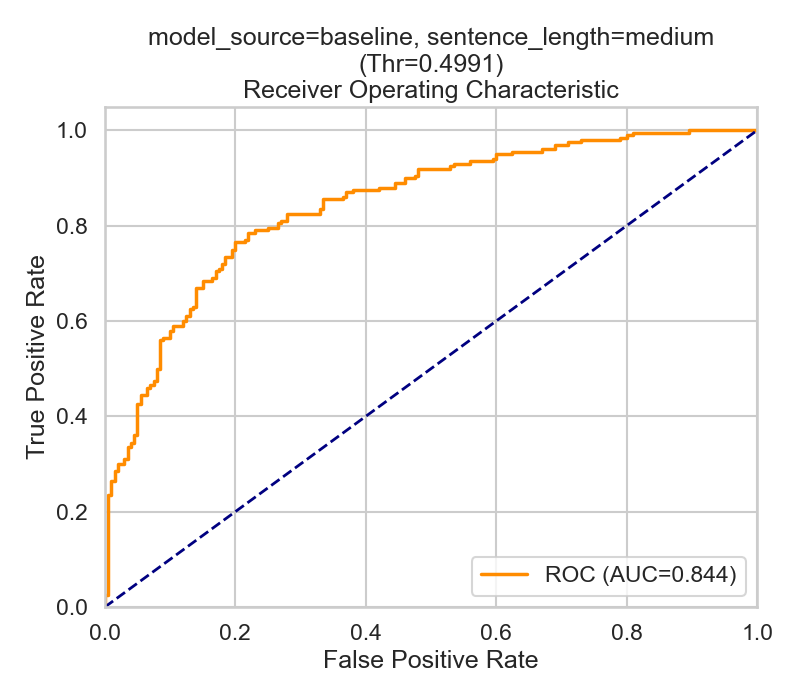 model_source=baseline, sentence_length=medium
(Thr=0.4991)
Receiver Operating Characteristic
1.0
0.8
0.6
0.4
0.2
0.0
True Positive Rate
ROC (AUC=0.844)
0.0 0.2 0.4 0.6 0.8 1.0
False Positive Rate